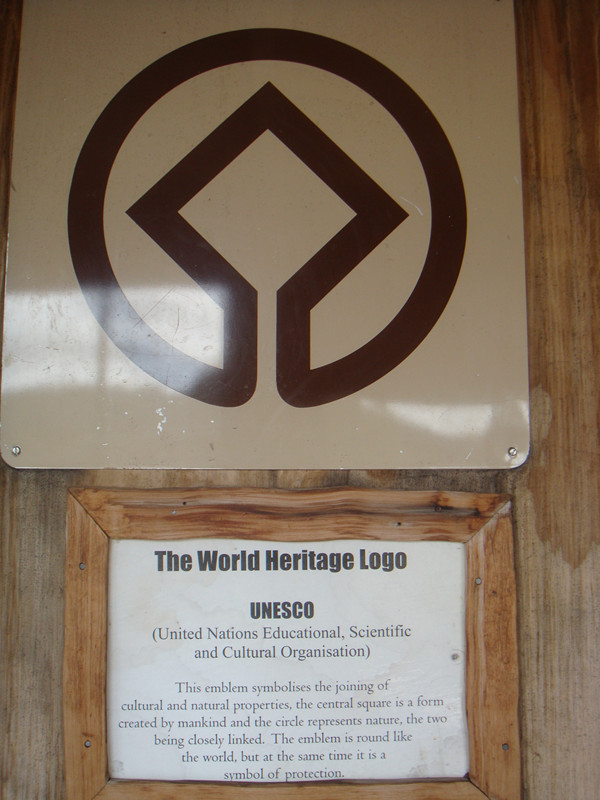 The World Heritage Logo
UNESCO
(United Nations Educational, Scientific
and Cultural Organisation)
This emblem symbolises the joining of
cultural and natural properties, the central square is a form
created by mankind and the circle represents nature, the two
being closely linked. The emblem is round like
the world, but at the same time it is a
symbol of protection.